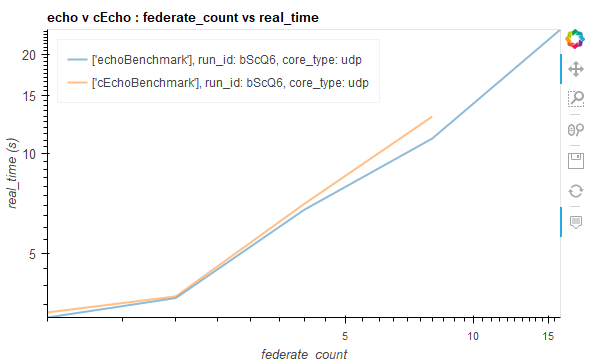 echo v cEcho : federate_count vs real_time
['echoBenchmark'], run_id: bScQ6, core_type: udp
['cEchoBenchmark'], run_id: bScQ6, core_type: udp
20
15
10
5
real_time (s)
5
10
15
federate_count